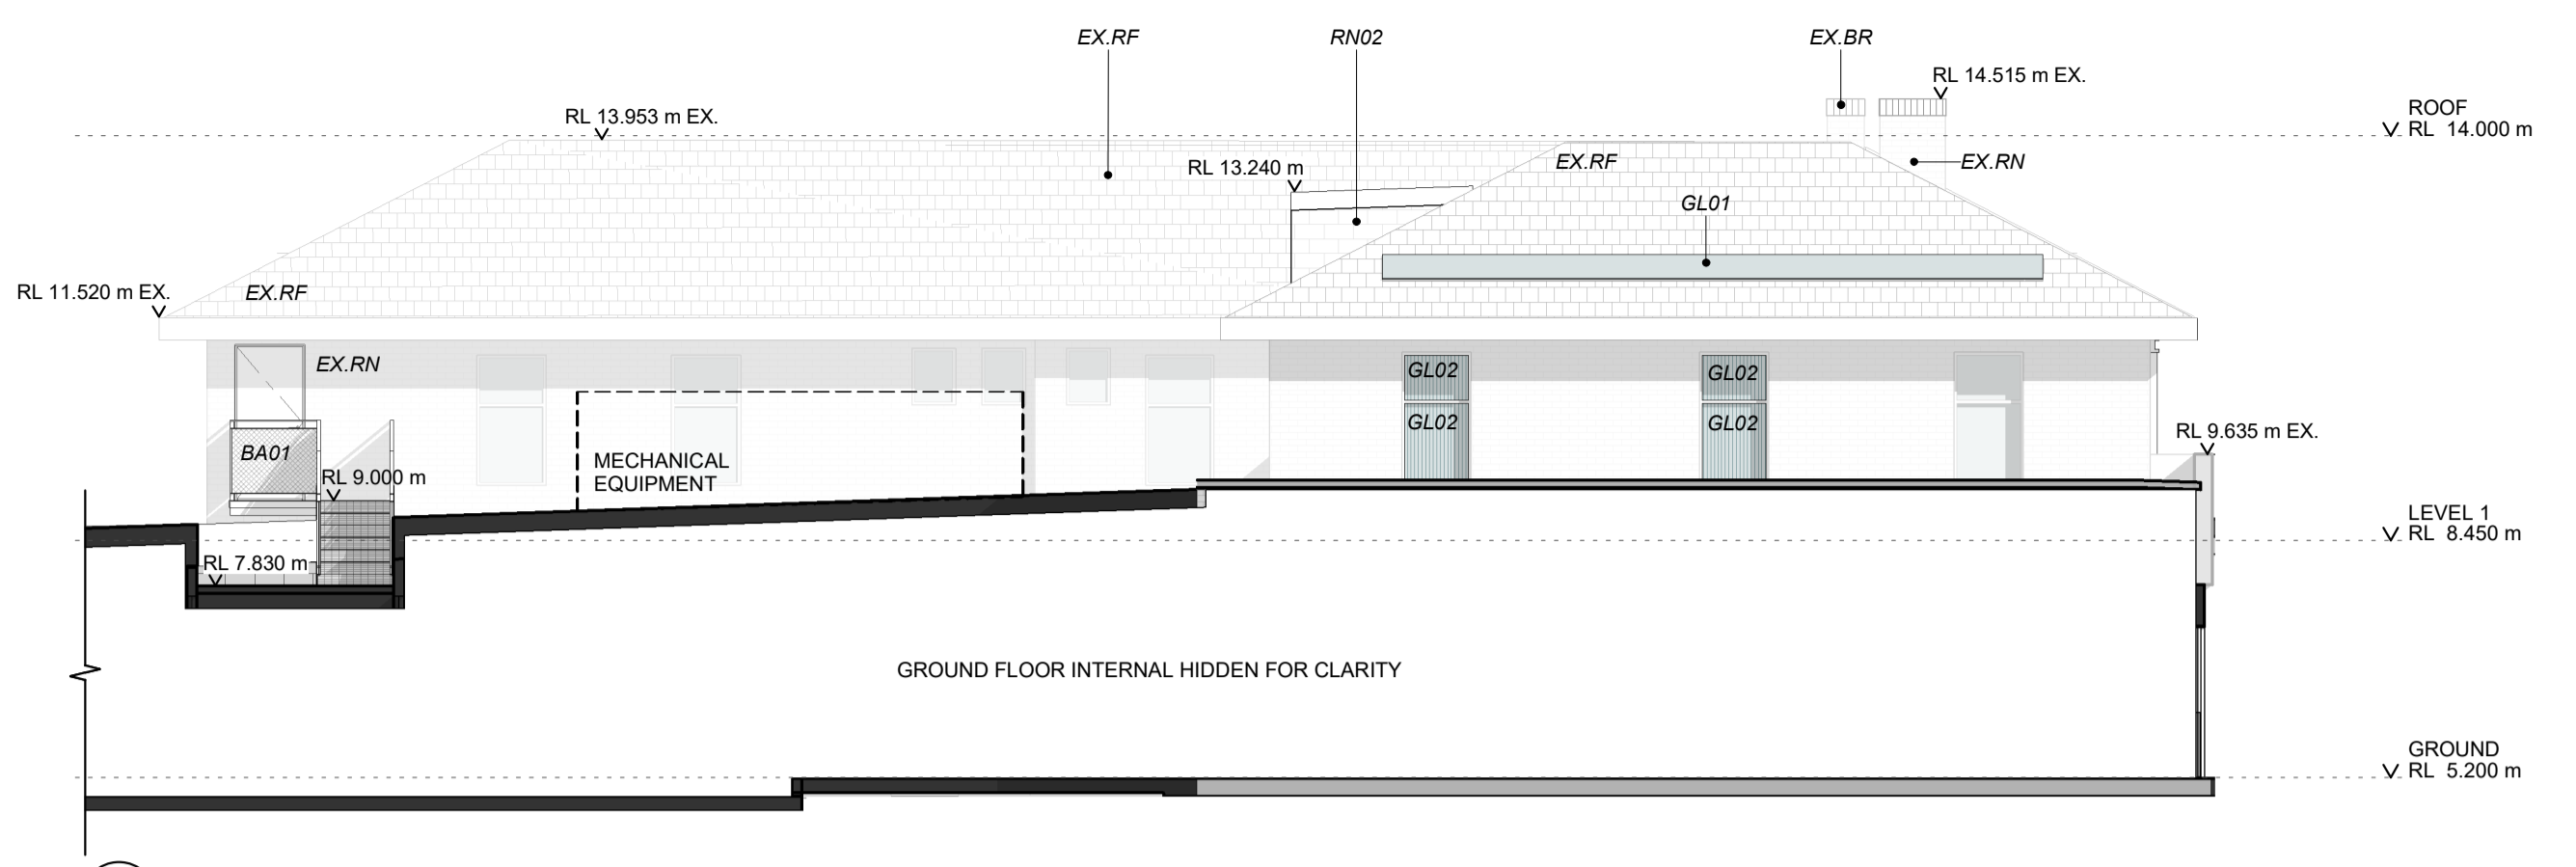 EX.RF
RN02
EX.BR
RL 14.515 m EX.
RL 13.953 m EX.
ROOF
RL 14.000 m
RL 13.240 m
EX.RF
EX.RN
GL01
RL 11.520 m EX.
EX.RF
EX.RN
GL02
GL02
GL02
GL02
BA01
RL 9.000 m
MECHANICAL
EQUIPMENT
RL 9.635 m EX.
LEVEL 1
RL 8.450 m
RL 7.830 m
GROUND FLOOR INTERNAL HIDDEN FOR CLARITY
GROUND
RL 5.200 m